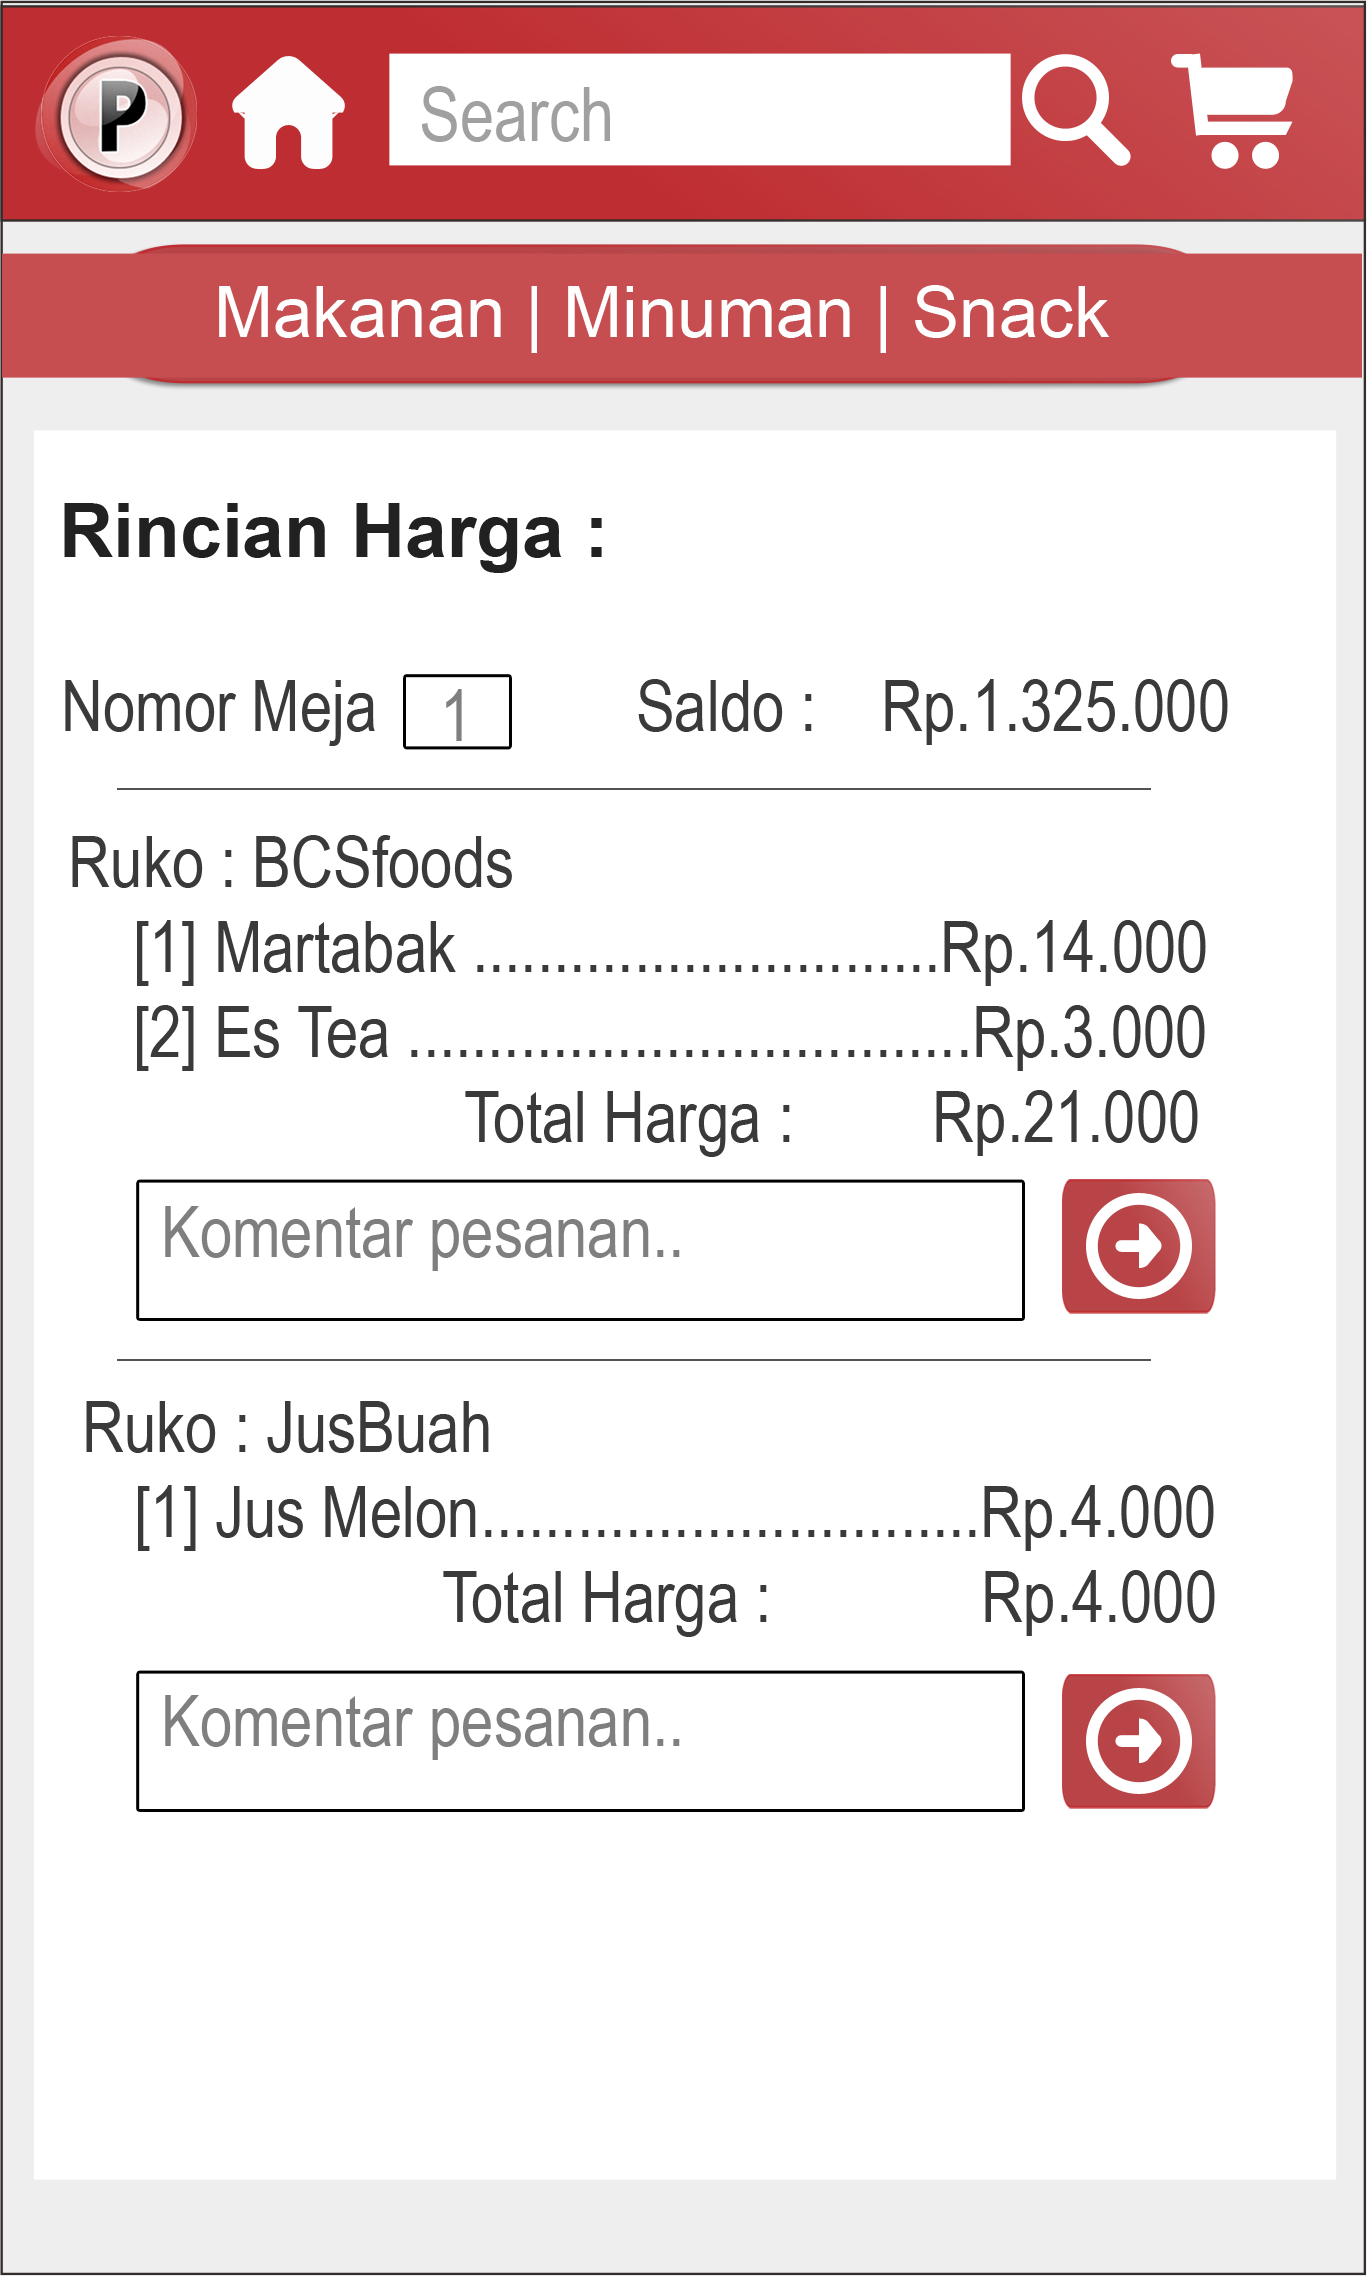 P
Search
Makanan | Minuman | Snack
Rincian Harga :
Nomor Meja 1 Saldo : Rp.1.325.000
Ruko : BCSfoods
[1] Martabak .............................Rp.14.000
[2] Es Tea ...................................Rp.3.000
Total Harga : Rp.21.000
Komentar pesanan..
Ruko : JusBuah
[1] Jus Melon...............................Rp.4.000
Total Harga : Rp.4.000
Komentar pesanan..